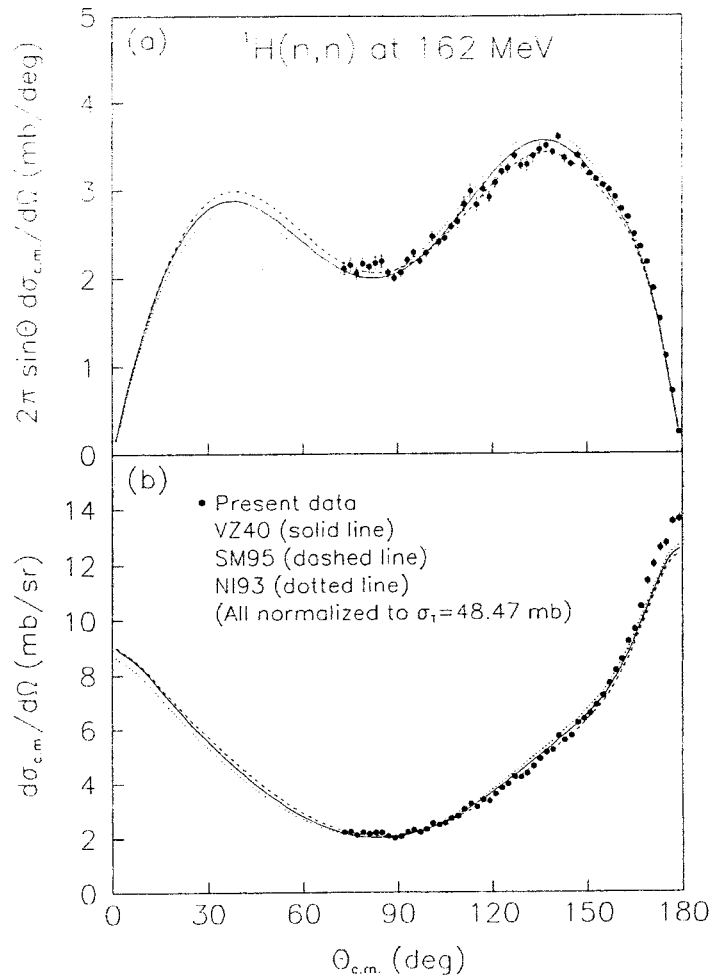 5
(a)
¹H(n,n) at 162 MeV
4
3
2
1
0
2π sinΘ dσc.m./dΩ (mb/deg)
(b)
14
12
10
8
6
4
2
0
dσc.m./dΩ (mb/sr)
• Present data
VZ40 (solid line)
SM95 (dashed line)
NI93 (dotted line)
(All normalized to σT=48.47 mb)
0 30 60 90 120 150 180
Θc.m. (deg)